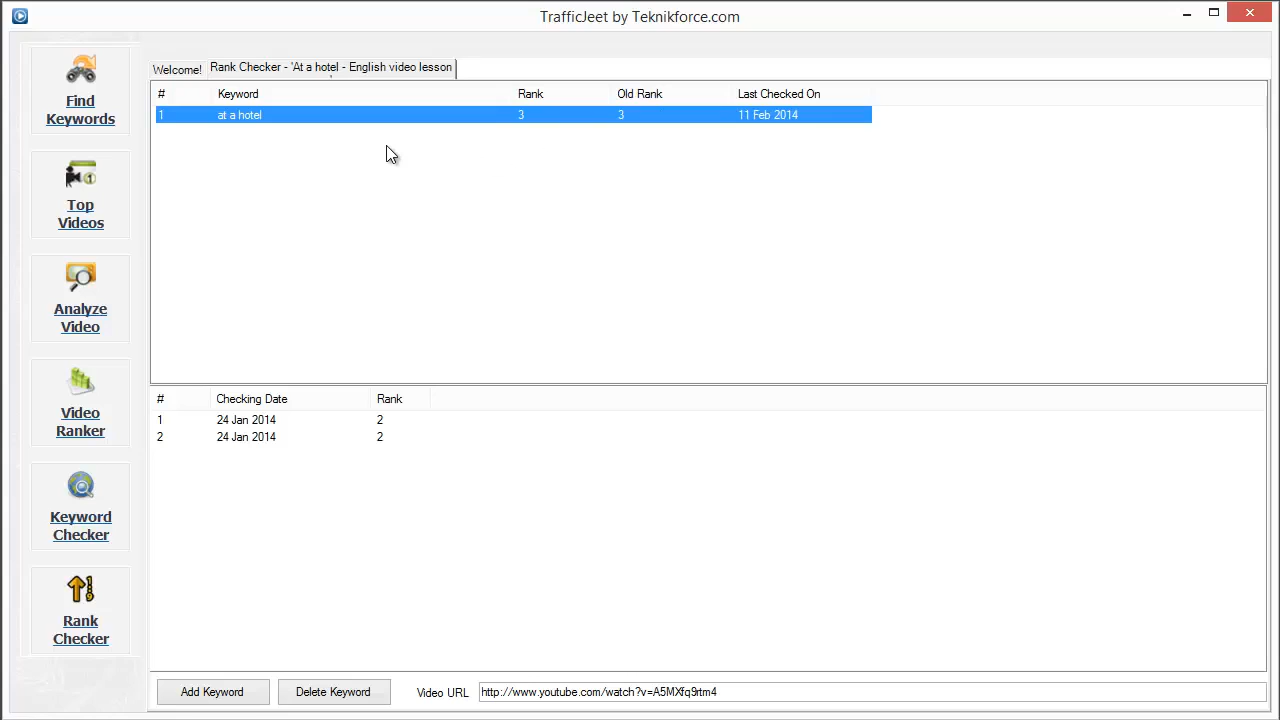 TrafficJeet by Teknikforce.com
Find
Keywords
Top
Videos
Analyze
Video
Video
Ranker
Keyword
Checker
Rank
Checker
Welcome! Rank Checker - 'At a hotel - English video lesson
# Keyword Rank Old Rank Last Checked On
1 at a hotel 3 3 11 Feb 2014
# Checking Date Rank
1 24 Jan 2014 2
2 24 Jan 2014 2
Add Keyword Delete Keyword Video URL http://www.youtube.com/watch?v=A5MXfq9rtm4